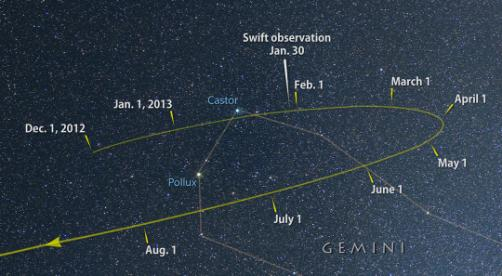 Swift observation
Jan. 30
Feb. 1
March 1
April 1
Castor
Jan. 1, 2013
Dec. 1, 2012
May 1
Pollux
June 1
July 1
Aug. 1
GEMINI